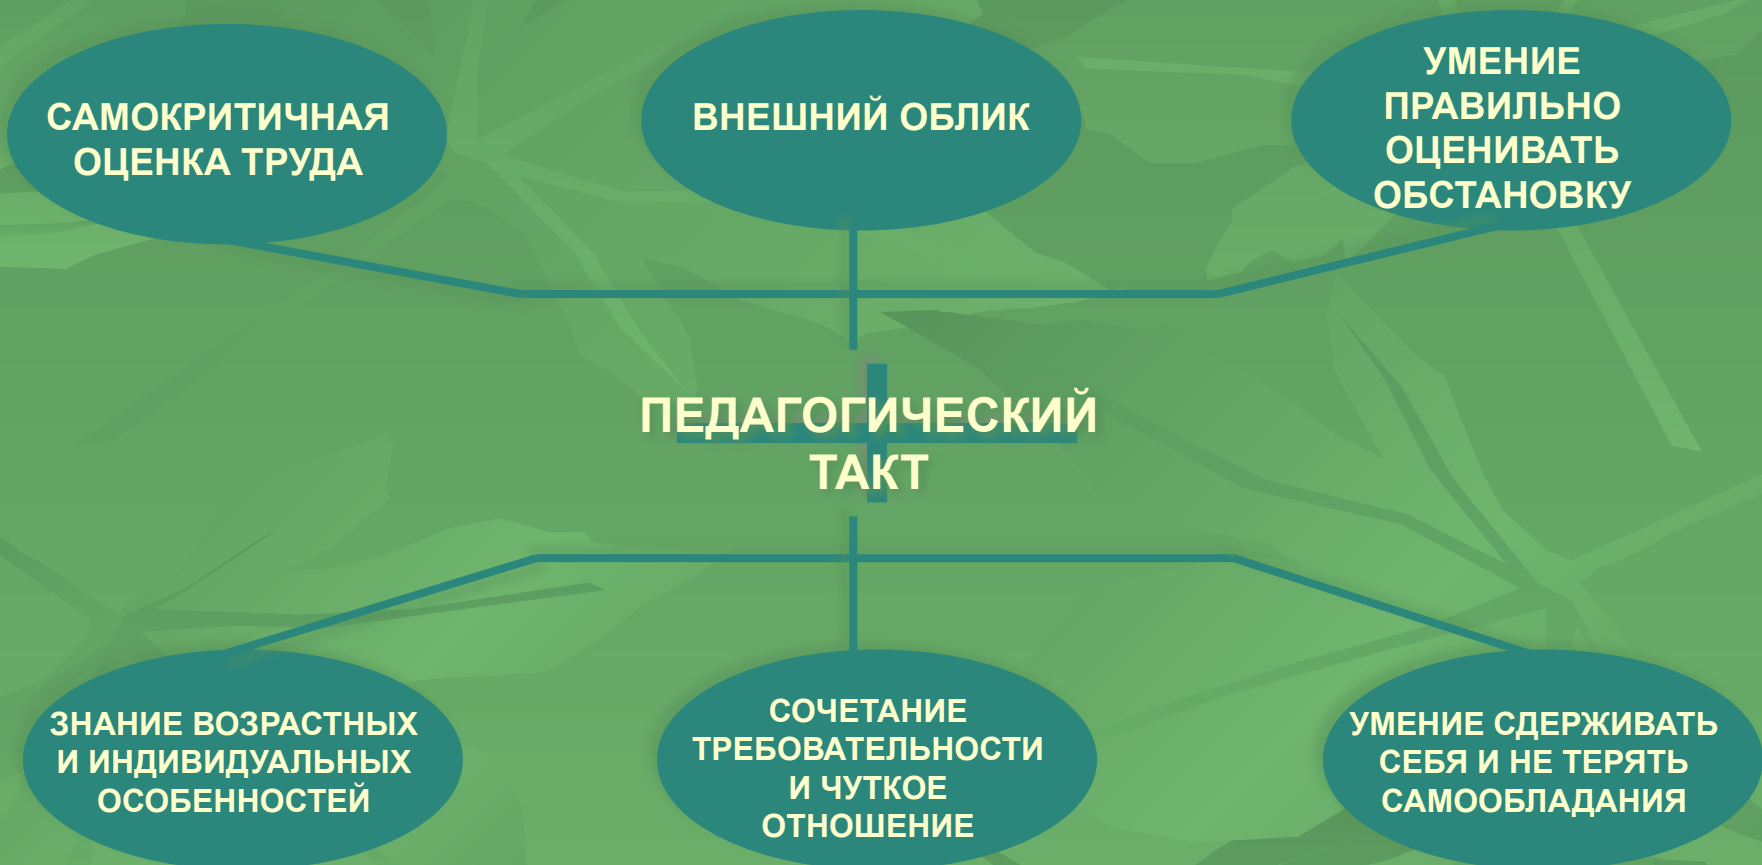 САМОКРИТИЧНАЯ
ОЦЕНКА ТРУДА
ВНЕШНИЙ ОБЛИК
УМЕНИЕ
ПРАВИЛЬНО
ОЦЕНИВАТЬ
ОБСТАНОВКУ
ПЕДАГОГИЧЕСКИЙ
ТАКТ
ЗНАНИЕ ВОЗРАСТНЫХ
И ИНДИВИДУАЛЬНЫХ
ОСОБЕННОСТЕЙ
СОЧЕТАНИЕ
ТРЕБОВАТЕЛЬНОСТИ
И ЧУТКОЕ
ОТНОШЕНИЕ
УМЕНИЕ СДЕРЖИВАТЬ
СЕБЯ И НЕ ТЕРЯТЬ
САМООБЛАДАНИЯ